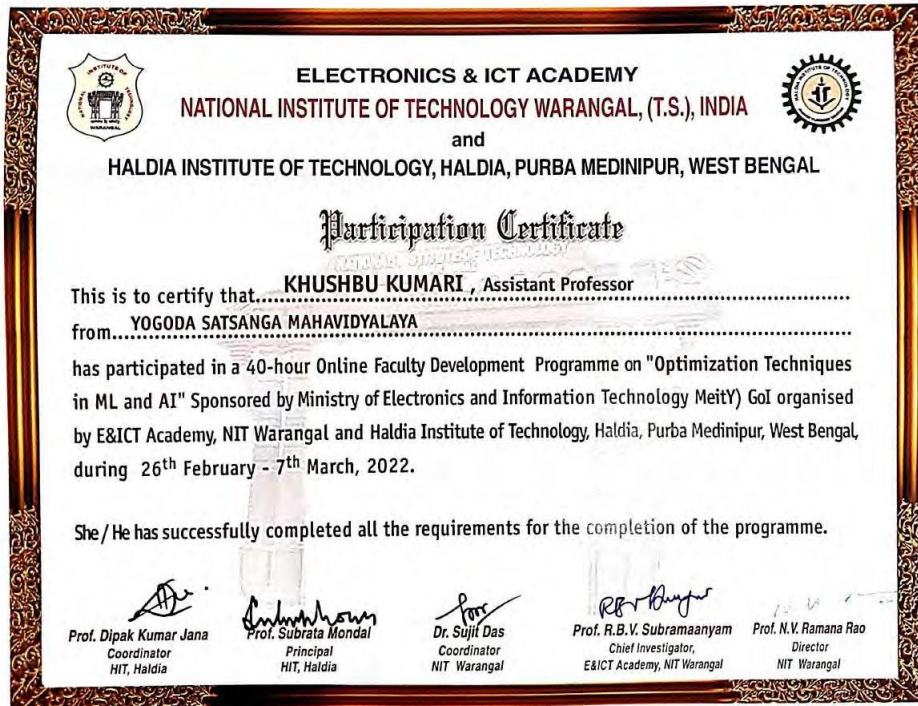 ELECTRONICS & ICT ACADEMY
NATIONAL INSTITUTE OF TECHNOLOGY WARANGAL, (T.S.), INDIA
and
HALDIA INSTITUTE OF TECHNOLOGY, HALDIA, PURBA MEDINIPUR, WEST BENGAL
Participation Certificate
This is to certify that....KHUSHBU KUMARI , Assistant Professor
from...YOGODA SATSANGA MAHAVIDYALAYA
has participated in a 40-hour Online Faculty Development Programme on "Optimization Techniques
in ML and AI" Sponsored by Ministry of Electronics and Information Technology MeitY) GoI organised
by E&ICT Academy, NIT Warangal and Haldia Institute of Technology, Haldia, Purba Medinipur, West Bengal,
during 26th February - 7th March, 2022.
She / He has successfully completed all the requirements for the completion of the programme.
Prof. Dipak Kumar Jana
Coordinator
HIT, Haldia
Prof. Subrata Mondal
Principal
HIT, Haldia
Dr. Sujit Das
Coordinator
NIT Warangal
Prof. R.B.V. Subramaanyam
Chief Investigator,
E&ICT Academy, NIT Warangal
Prof. N.V. Ramana Rao
Director
NIT Warangal